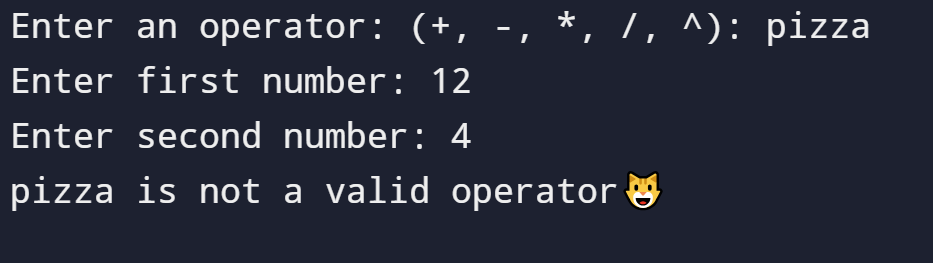 Enter an operator: (+, -, *, /, ^): pizza
Enter first number: 12
Enter second number: 4
pizza is not a valid operator😺